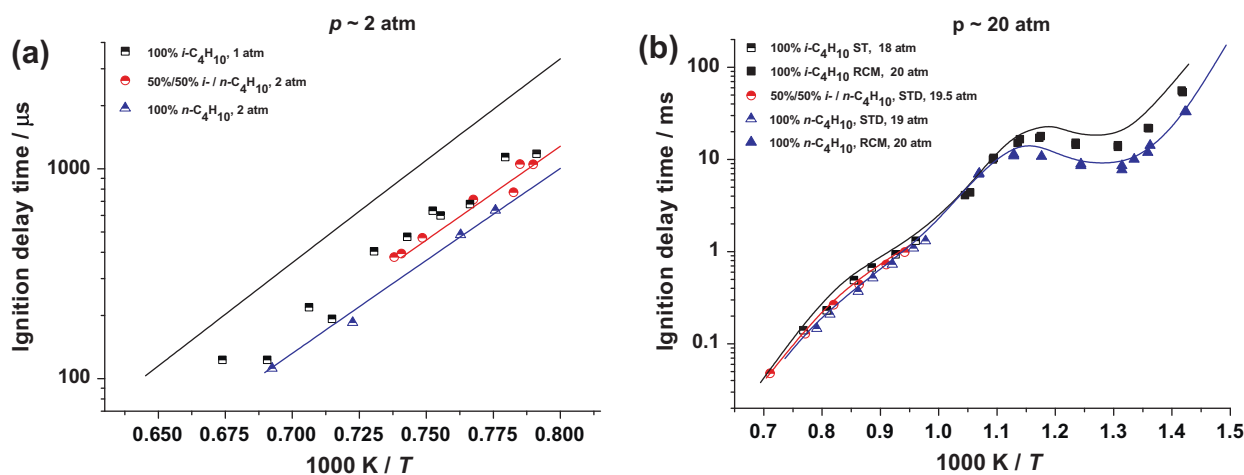 p ~ 2 atm
(a)
100% i-C4H10, 1 atm
50%/50% i- / n-C4H10, 2 atm
100% n-C4H10, 2 atm
Ignition delay time / μs
1000
100
0.650 0.675 0.700 0.725 0.750 0.775 0.800
1000 K / T
p ~ 20 atm
(b)
100% i-C4H10 ST, 18 atm
100% i-C4H10 RCM, 20 atm
50%/50% i- / n-C4H10, STD, 19.5 atm
100% n-C4H10, STD, 19 atm
100% n-C4H10, RCM, 20 atm
Ignition delay time / ms
100
10
1
0.1
0.7 0.8 0.9 1.0 1.1 1.2 1.3 1.4 1.5
1000 K / T